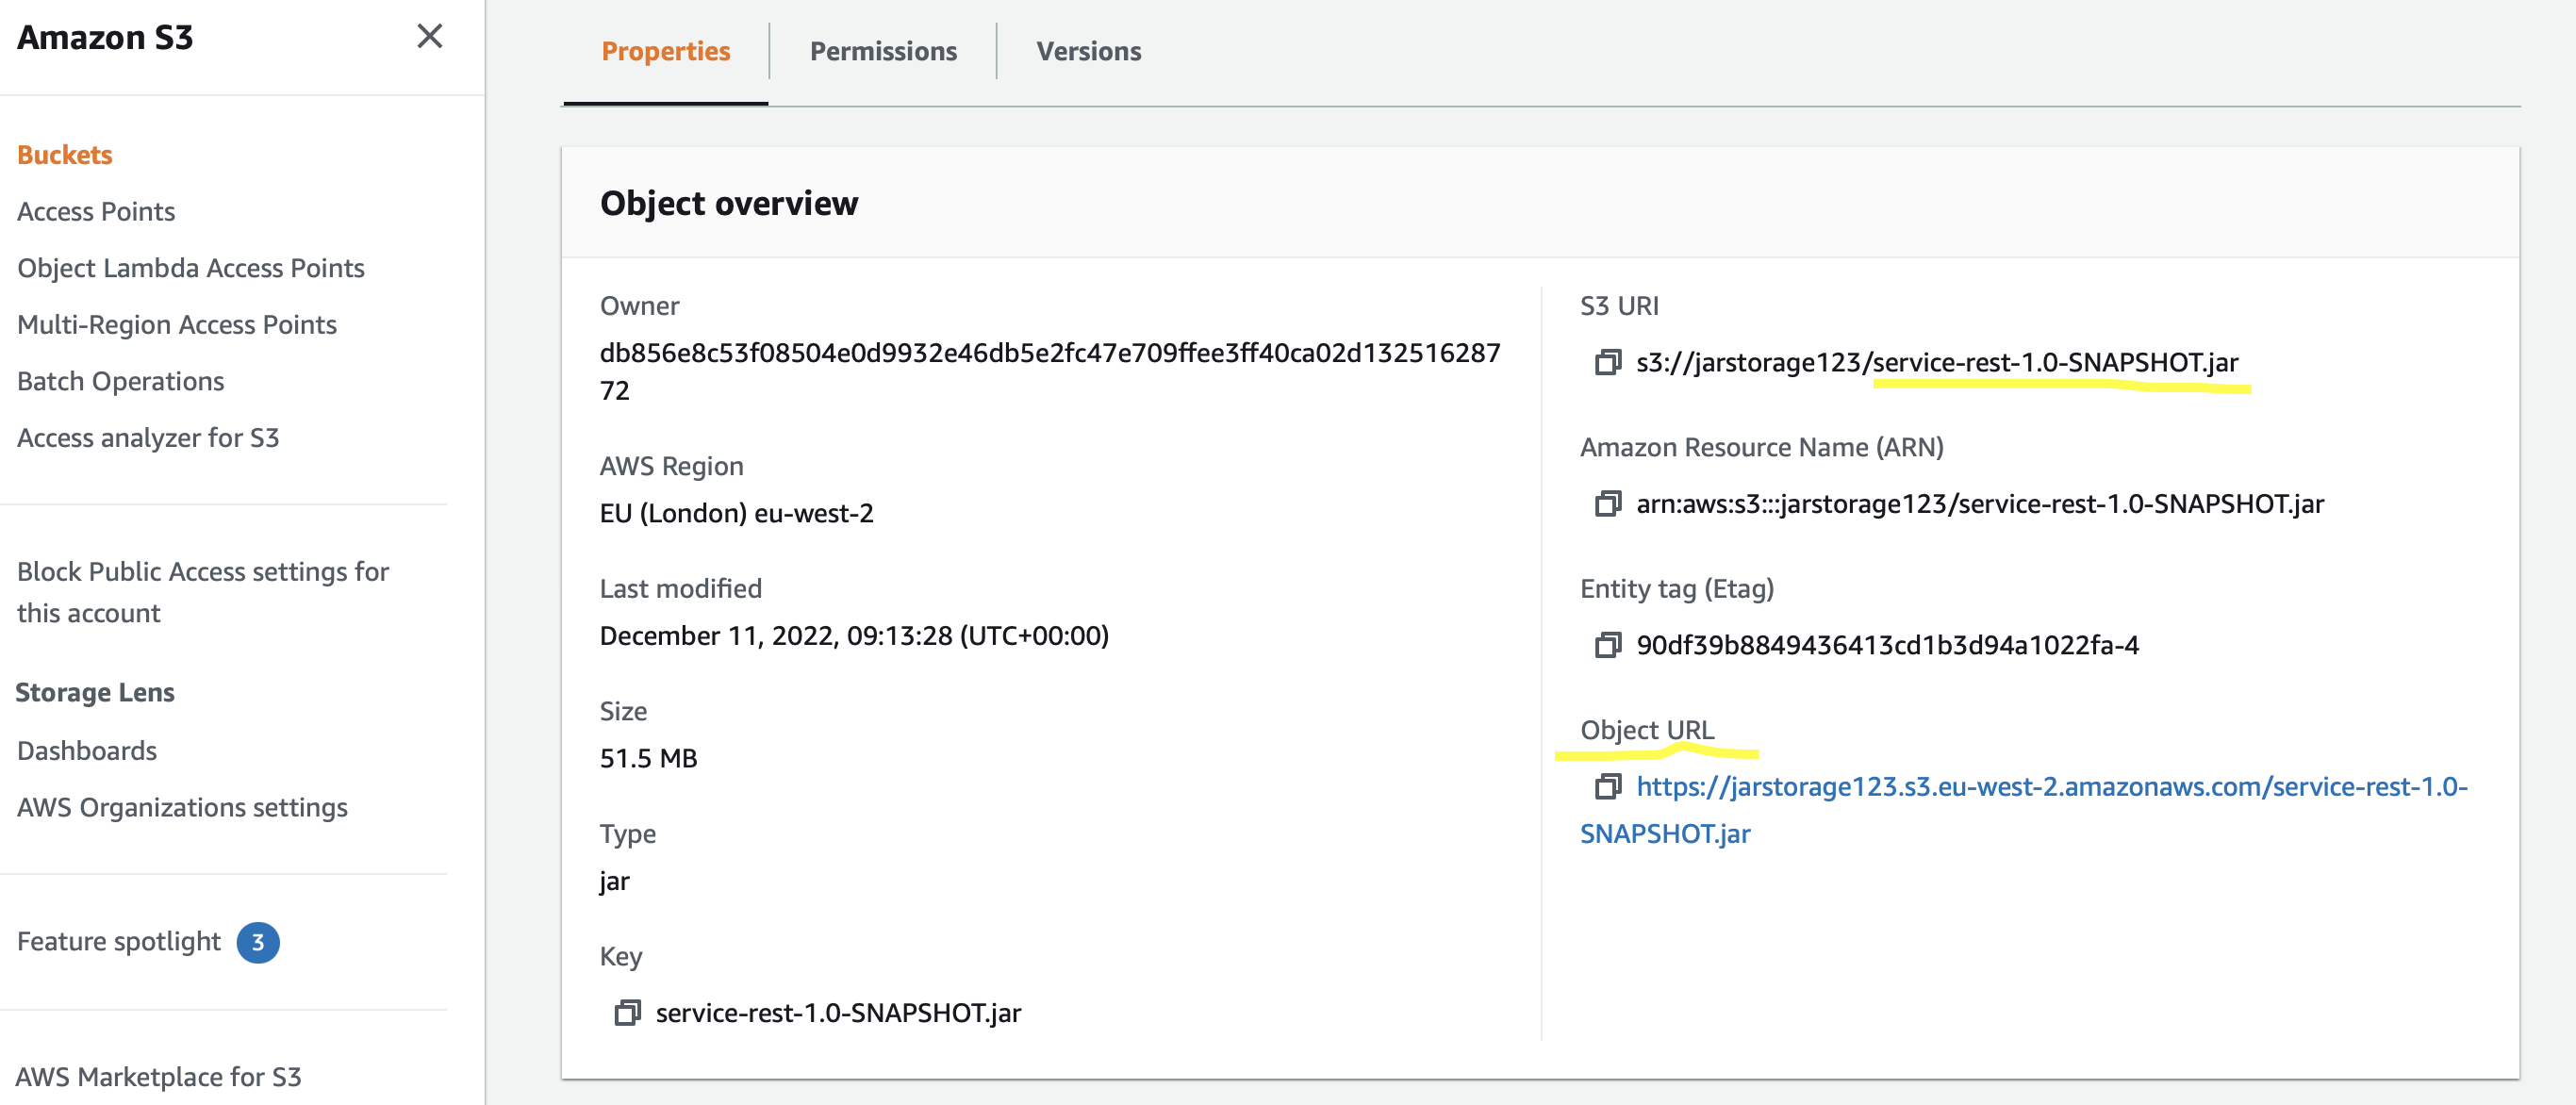 Amazon S3
Buckets
Access Points
Object Lambda Access Points
Multi-Region Access Points
Batch Operations
Access analyzer for S3
Block Public Access settings for
this account
Storage Lens
Dashboards
AWS Organizations settings
Feature spotlight 3
AWS Marketplace for S3
Properties
Permissions
Versions
Object overview
Owner
db856e8c53f08504e0d9932e46db5e2fc47e709ffee3ff40ca02d132516287
72
AWS Region
EU (London) eu-west-2
Last modified
December 11, 2022, 09:13:28 (UTC+00:00)
Size
51.5 MB
Type
jar
Key
service-rest-1.0-SNAPSHOT.jar
S3 URI
s3://jarstorage123/service-rest-1.0-SNAPSHOT.jar
Amazon Resource Name (ARN)
arn:aws:s3:::jarstorage123/service-rest-1.0-SNAPSHOT.jar
Entity tag (Etag)
90df39b8849436413cd1b3d94a1022fa-4
Object URL
https://jarstorage123.s3.eu-west-2.amazonaws.com/service-rest-1.0-
SNAPSHOT.jar